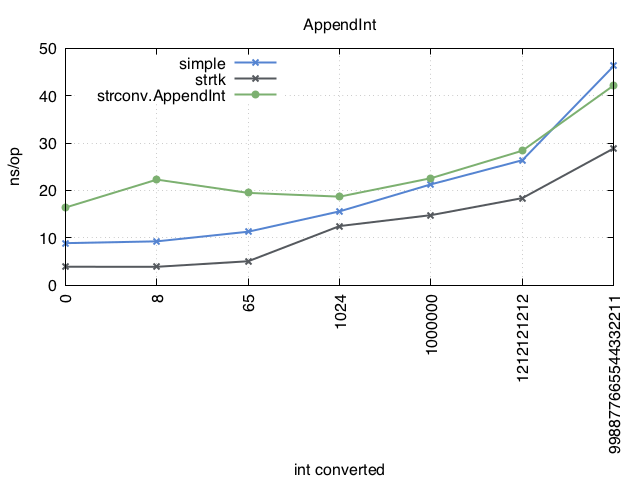 AppendInt
simple
strtk
strconv.AppendInt
ns/op
50
40
30
20
10
0
0
8
65
1024
1000000
1212121212
998877665544332211
int converted